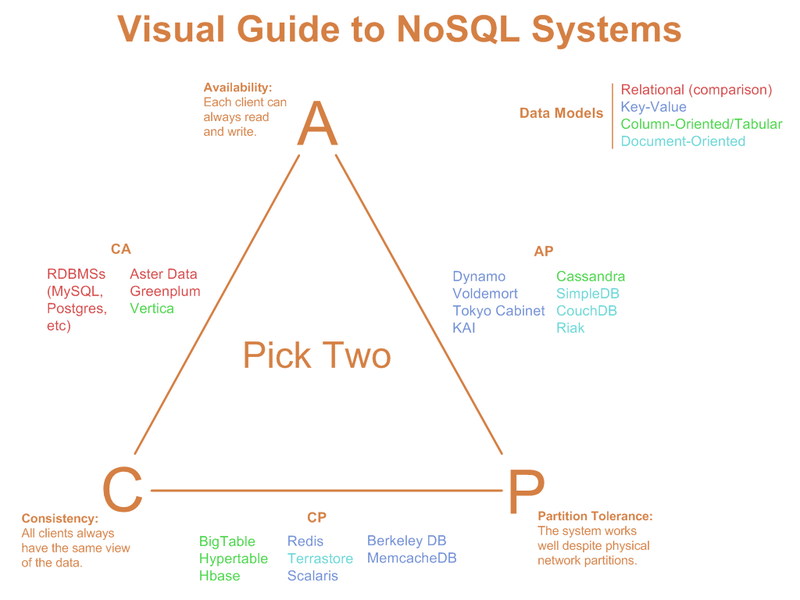 Visual Guide to NoSQL Systems
Availability:
Each client can
always read
and write.
A
Data Models
Relational (comparison)
Key-Value
Column-Oriented/Tabular
Document-Oriented
CA
RDBMSs
(MySQL,
Postgres,
etc)
Aster Data
Greenplum
Vertica
AP
Dynamo
Voldemort
Tokyo Cabinet
KAI
Cassandra
SimpleDB
CouchDB
Riak
Pick Two
C
Consistency:
All clients always
have the same view
of the data.
CP
BigTable
Hypertable
Hbase
Redis
Terrastore
Scalaris
Berkeley DB
MemcacheDB
P
Partition Tolerance:
The system works
well despite physical
network partitions.